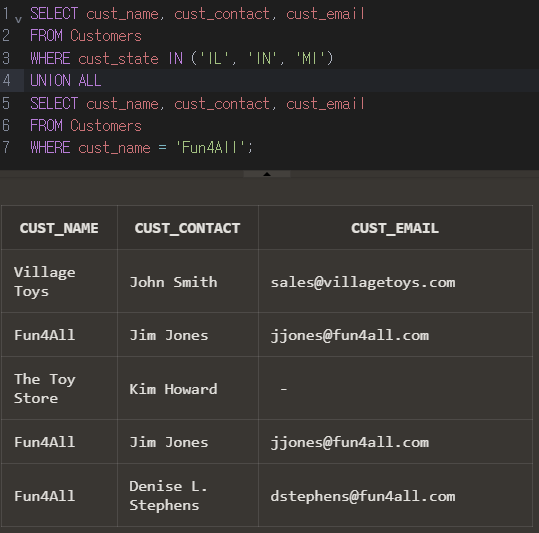 1 SELECT cust_name, cust_contact, cust_email
2 FROM Customers
3 WHERE cust_state IN ('IL', 'IN', 'MI')
4 UNION ALL
5 SELECT cust_name, cust_contact, cust_email
6 FROM Customers
7 WHERE cust_name = 'Fun4All';
CUST_NAME CUST_CONTACT CUST_EMAIL
Village
Toys John Smith sales@villagetoys.com
Fun4All Jim Jones jjones@fun4all.com
The Toy
Store Kim Howard -
Fun4All Jim Jones jjones@fun4all.com
Fun4All Denise L.
Stephens dstephens@fun4all.com